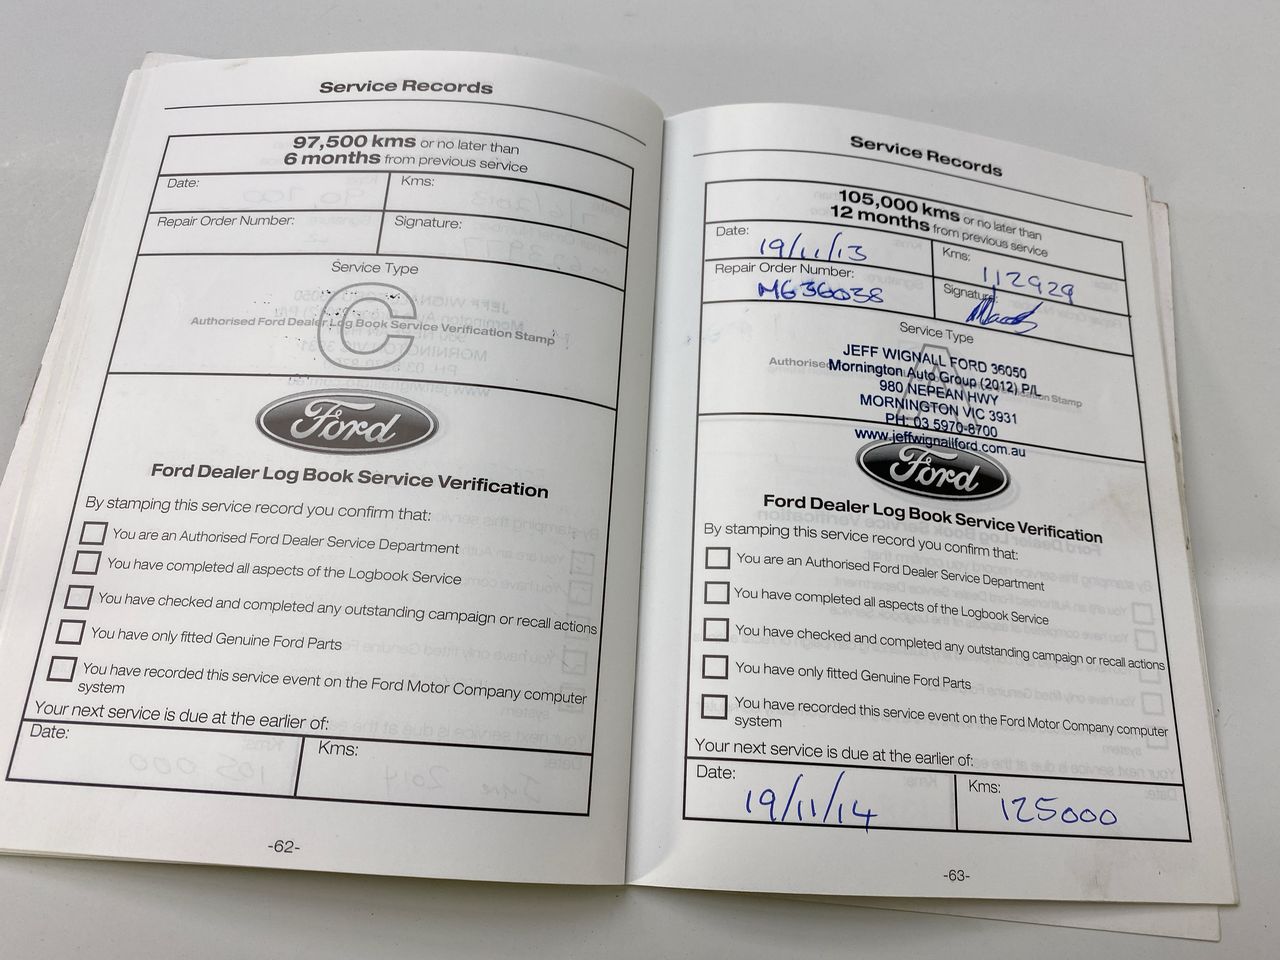 Service Records
97,500 kms or no later than
6 months from previous service
Date:
Kms:
Repair Order Number:
Signature:
Service Type
C
Authorised Ford Dealer Log Book Service Verification Stamp
Ford
Ford Dealer Log Book Service Verification
By stamping this service record you confirm that:
You are an Authorised Ford Dealer Service Department
You have completed all aspects of the Logbook Service
You have checked and completed any outstanding campaign or recall actions
You have only fitted Genuine Ford Parts
You have recorded this service event on the Ford Motor Company computer
system
Your next service is due at the earlier of:
Date:
Kms:
-62-
Service Records
105,000 kms or no later than
12 months from previous service
Date: 19/11/13
Kms: 112929
Repair Order Number: M636038
Signature:
Service Type
A
JEFF WIGNALL FORD 36050
Mornington Auto Group (2012) P/L
980 NEPEAN HWY
MORNINGTON VIC 3931
PH: 03 5970-8700
www.jeffwignallford.com.au
Ford
Ford Dealer Log Book Service Verification
By stamping this service record you confirm that:
You are an Authorised Ford Dealer Service Department
You have completed all aspects of the Logbook Service
You have checked and completed any outstanding campaign or recall actions
You have only fitted Genuine Ford Parts
You have recorded this service event on the Ford Motor Company computer
system
Your next service is due at the earlier of:
Date: 19/11/14
Kms: 125000
-63-